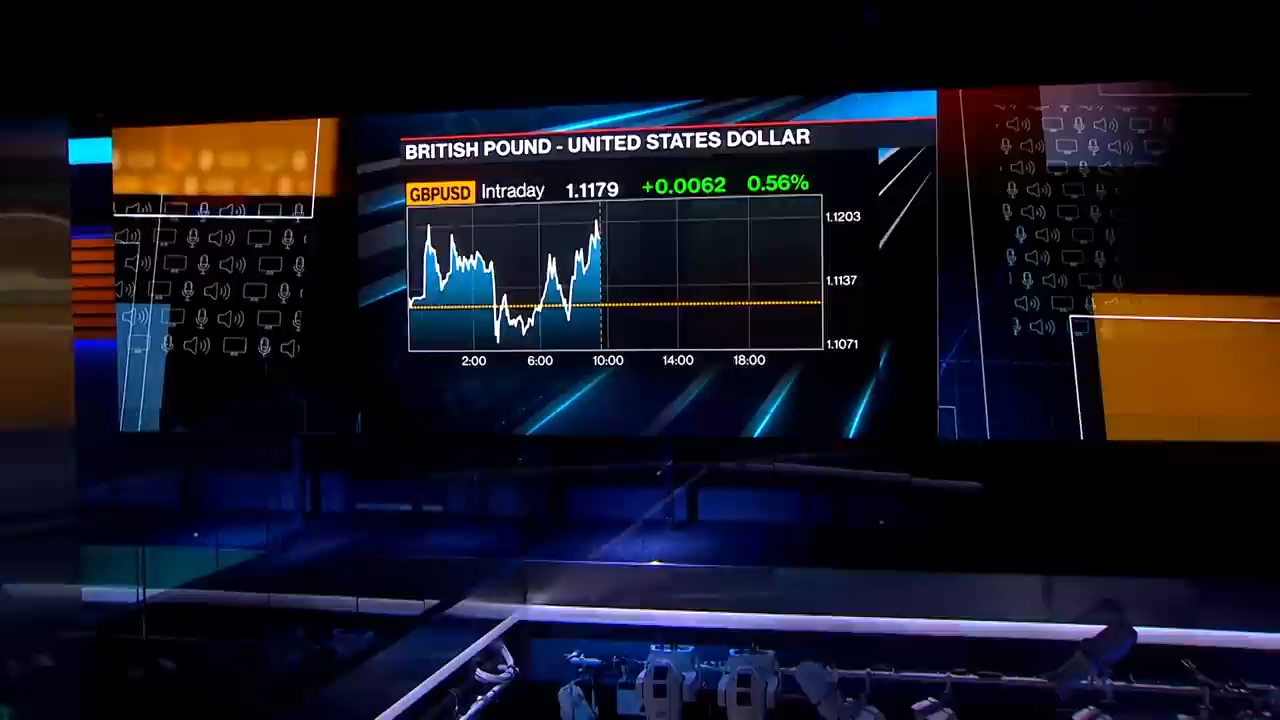 BRITISH POUND - UNITED STATES DOLLAR
GBPUSD Intraday 1.1179 +0.0062 0.56%
1.1203
1.1137
1.1071
2:00 6:00 10:00 14:00 18:00